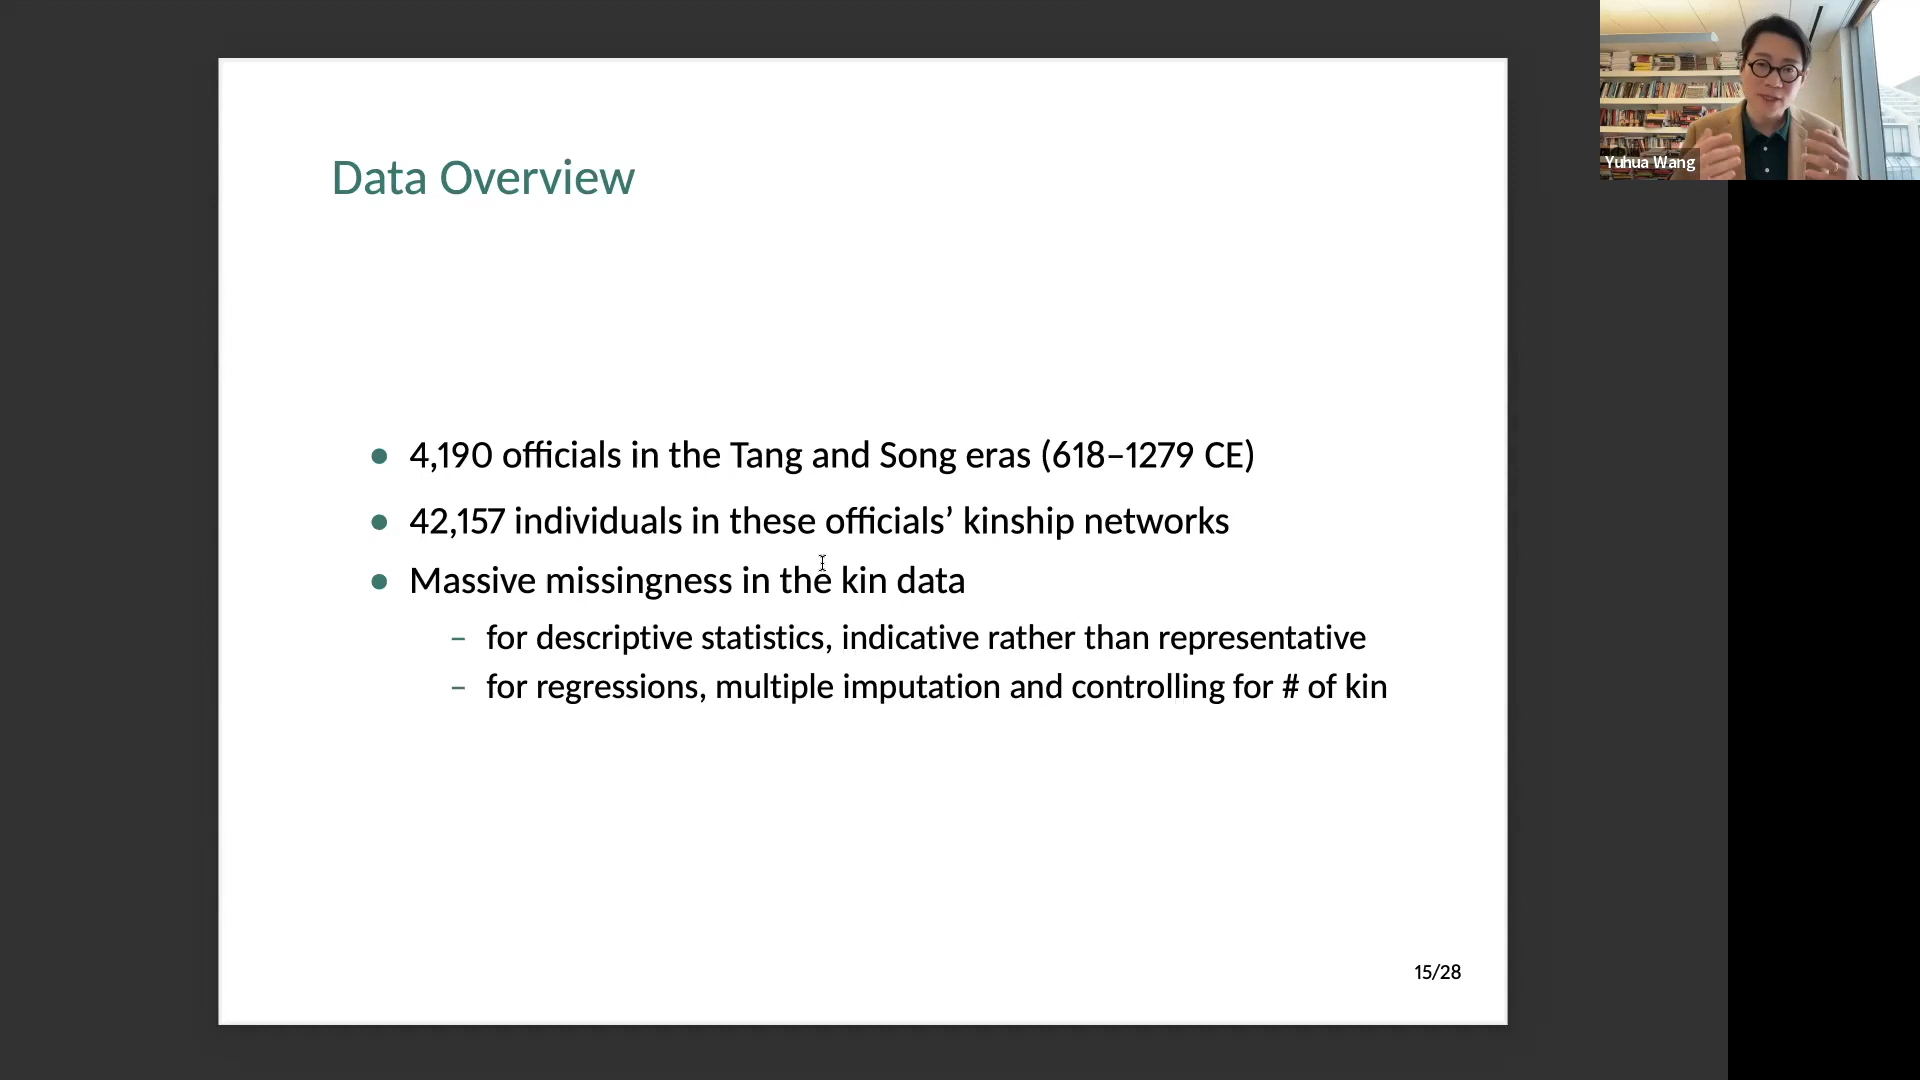 Data Overview
4,190 officials in the Tang and Song eras (618–1279 CE)
42,157 individuals in these officials’ kinship networks
Massive missingness in the kin data
– for descriptive statistics, indicative rather than representative
– for regressions, multiple imputation and controlling for # of kin
15/28
Yuhua Wang